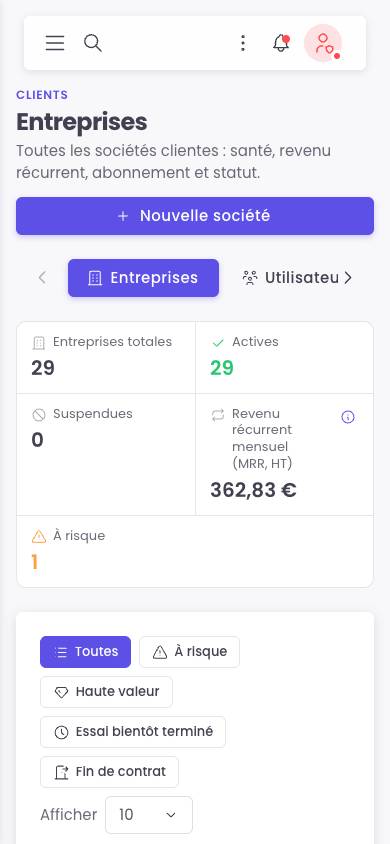 CLIENTS
Entreprises
Toutes les sociétés clientes : santé, revenu
récurrent, abonnement et statut.
Nouvelle société
Entreprises
Utilisateu
Entreprises totales
29
Actives
29
Suspendues
0
Revenu
récurrent
mensuel
(MRR, HT)
362,83 €
À risque
1
Toutes
À risque
Haute valeur
Essai bientôt terminé
Fin de contrat
Afficher
10